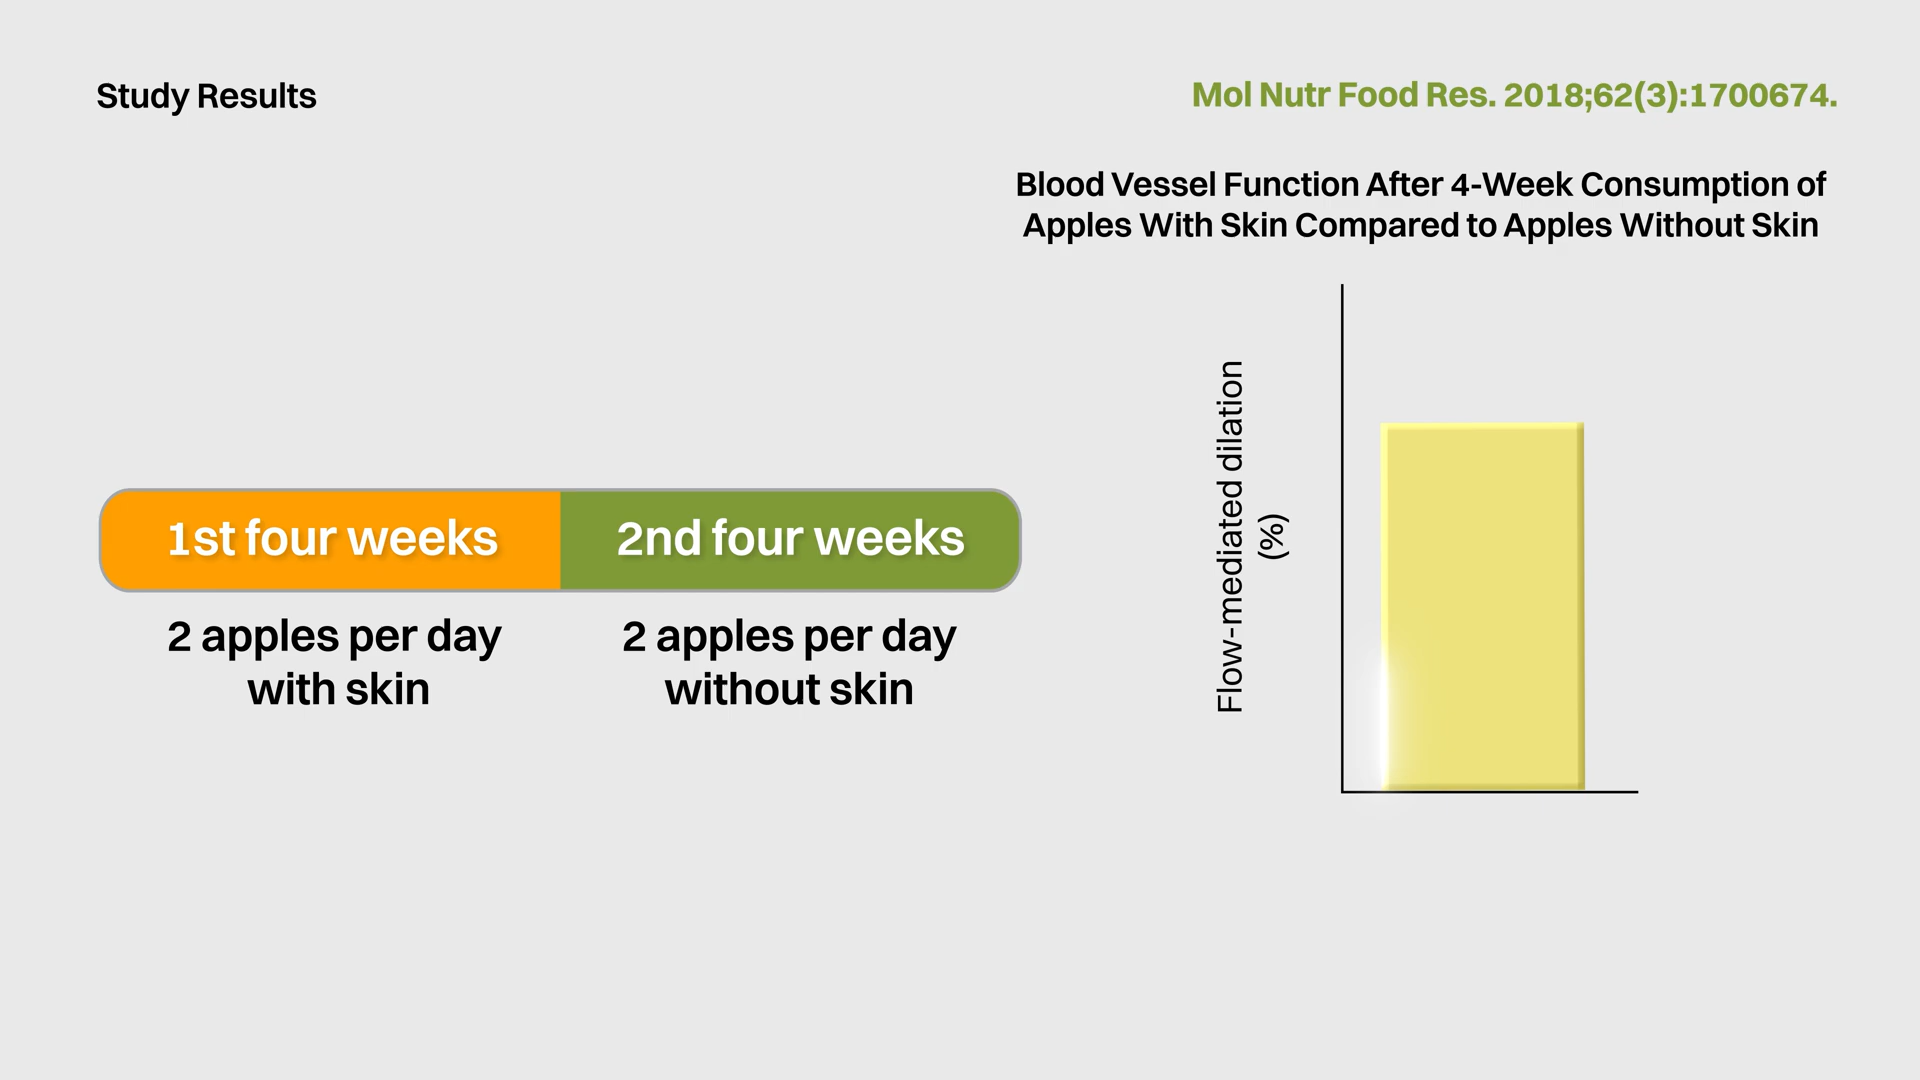 Study Results
Mol Nutr Food Res. 2018;62(3):1700674.
Blood Vessel Function After 4-Week Consumption of
Apples With Skin Compared to Apples Without Skin
1st four weeks
2nd four weeks
2 apples per day
with skin
2 apples per day
without skin
Flow-mediated dilation
(%)